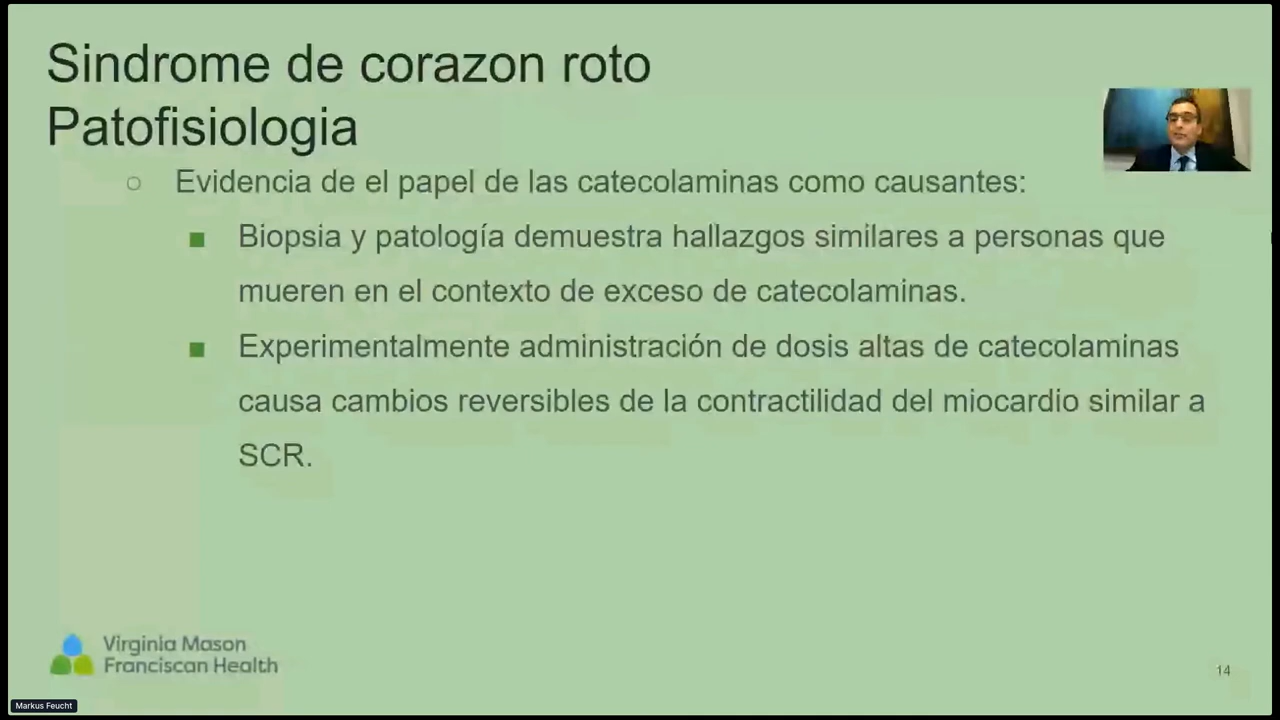 Sindrome de corazon roto
Patofisiologia
Evidencia de el papel de las catecolaminas como causantes:
Biopsia y patología demuestra hallazgos similares a personas que
mueren en el contexto de exceso de catecolaminas.
Experimentalmente administración de dosis altas de catecolaminas
causa cambios reversibles de la contractilidad del miocardio similar a
SCR.
Virginia Mason
Franciscan Health
14
Markus Feucht